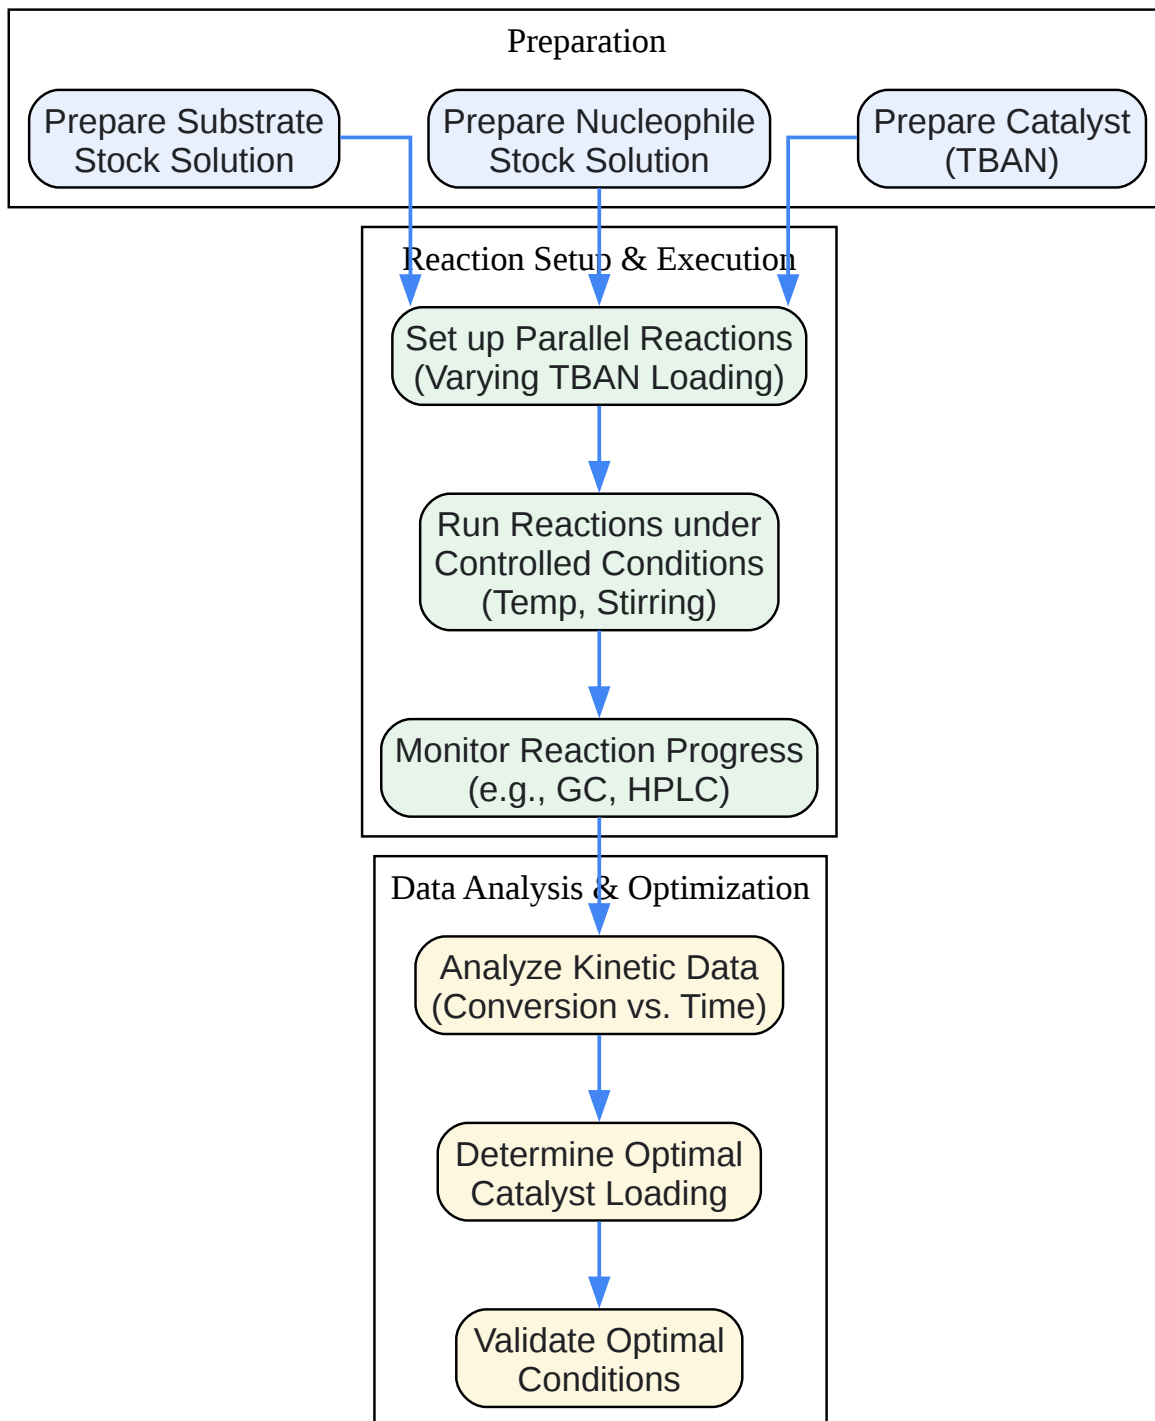 Preparation
Prepare Substrate
Stock Solution
Prepare Nucleophile
Stock Solution
Prepare Catalyst
(TBAN)
Reaction Setup & Execution
Set up Parallel Reactions
(Varying TBAN Loading)
Run Reactions under
Controlled Conditions
(Temp, Stirring)
Monitor Reaction Progress
(e.g., GC, HPLC)
Data Analysis & Optimization
Analyze Kinetic Data
(Conversion vs. Time)
Determine Optimal
Catalyst Loading
Validate Optimal
Conditions